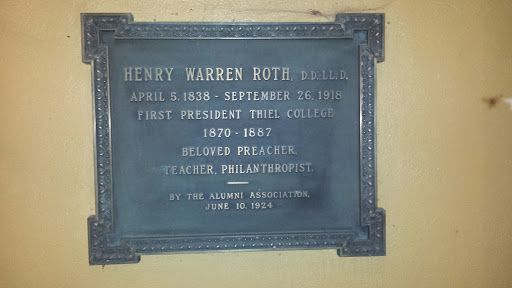 HENRY WARREN ROTH, D.D. LL.D.
APRIL 5, 1838 - SEPTEMBER 26, 1918
FIRST PRESIDENT THIEL COLLEGE
1870 - 1887
BELOVED PREACHER,
TEACHER, PHILANTHROPIST.
BY THE ALUMNI ASSOCIATION,
JUNE 10, 1924